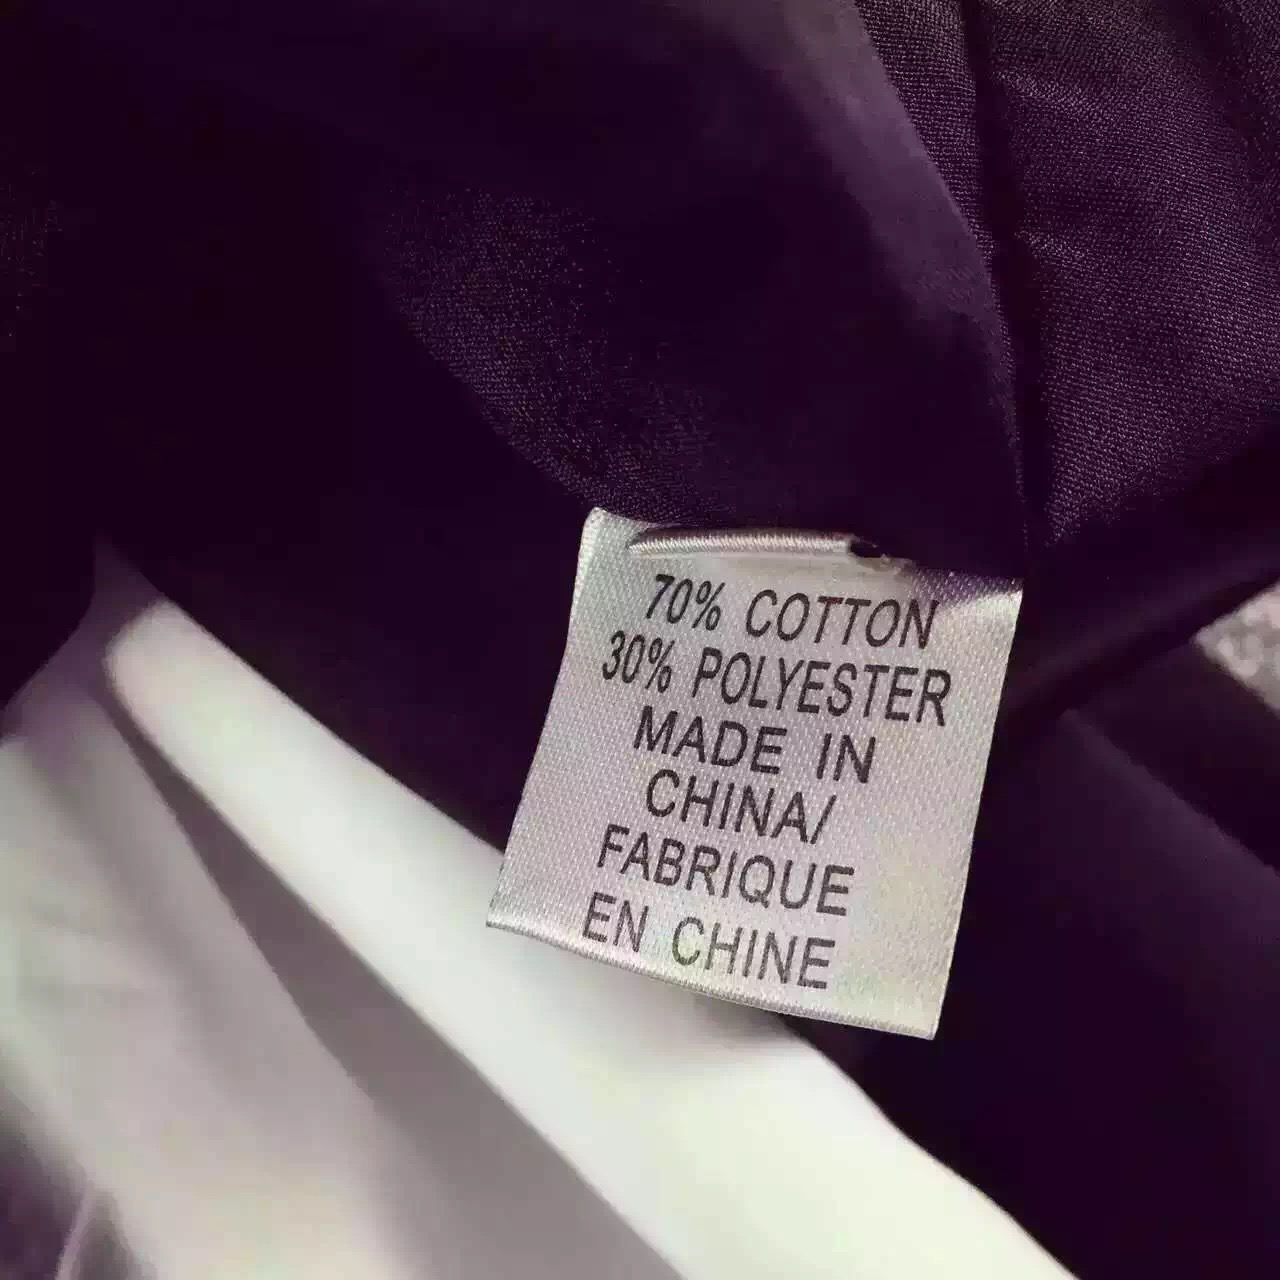 70% COTTON
30% POLYESTER
MADE IN
CHINA/
FABRIQUE
EN CHINE